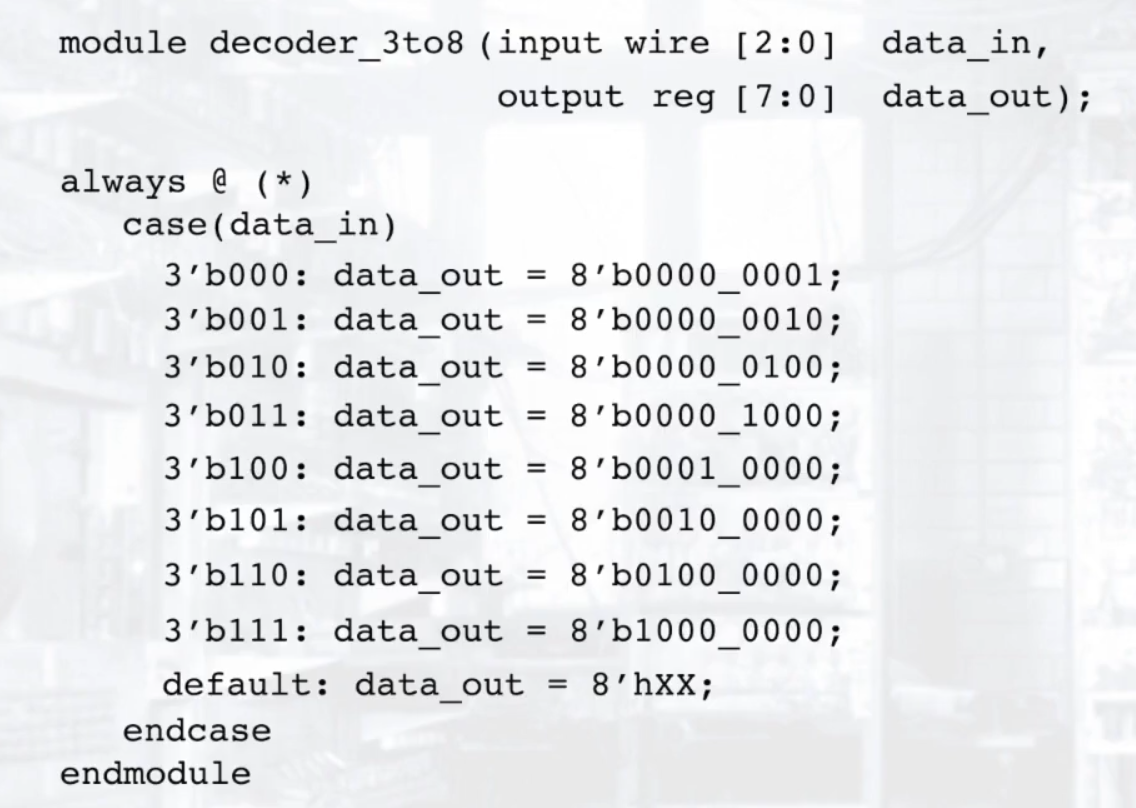 module decoder_3to8 (input wire [2:0] data_in,
output reg [7:0] data_out);
always @ (*)
case(data_in)
3′b000: data_out = 8′b0000_0001;
3′b001: data_out = 8′b0000_0010;
3′b010: data_out = 8′b0000_0100;
3′b011: data_out = 8′b0000_1000;
3′b100: data_out = 8′b0001_0000;
3′b101: data_out = 8′b0010_0000;
3′b110: data_out = 8′b0100_0000;
3′b111: data_out = 8′b1000_0000;
default: data_out = 8′hXX;
endcase
endmodule